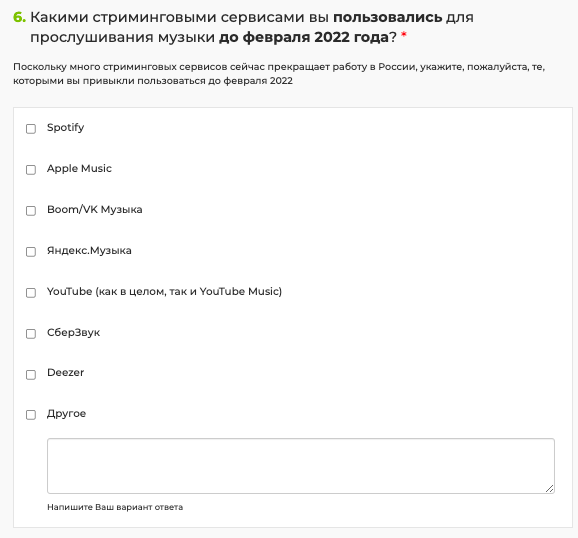 6. Какими стриминговыми сервисами вы пользовались для
прослушивания музыки до февраля 2022 года? *
Поскольку много стриминговых сервисов сейчас прекращает работу в России, укажите, пожалуйста, те,
которыми вы привыкли пользоваться до февраля 2022
Spotify
Apple Music
Boom/VK Музыка
Яндекс.Музыка
YouTube (как в целом, так и YouTube Music)
СберЗвук
Deezer
Другое
Напишите Ваш вариант ответа